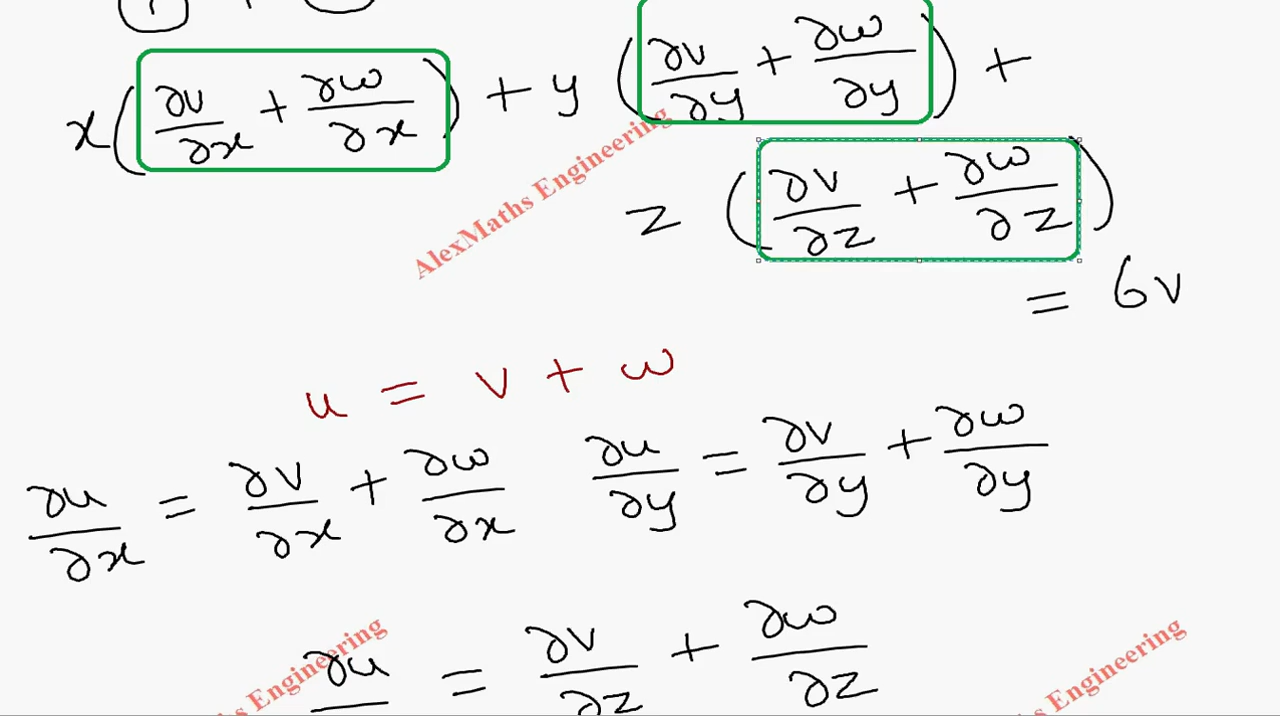 x(∂v/∂x + ∂w/∂x) + y(∂v/∂y + ∂w/∂y) +
z(∂v/∂z + ∂w/∂z)
= 6v
u = v + w
∂u/∂x = ∂v/∂x + ∂w/∂x ∂u/∂y = ∂v/∂y + ∂w/∂y
∂u = ∂v/∂z + ∂w/∂z
AlexMaths Engineering
Engineering
Engineering